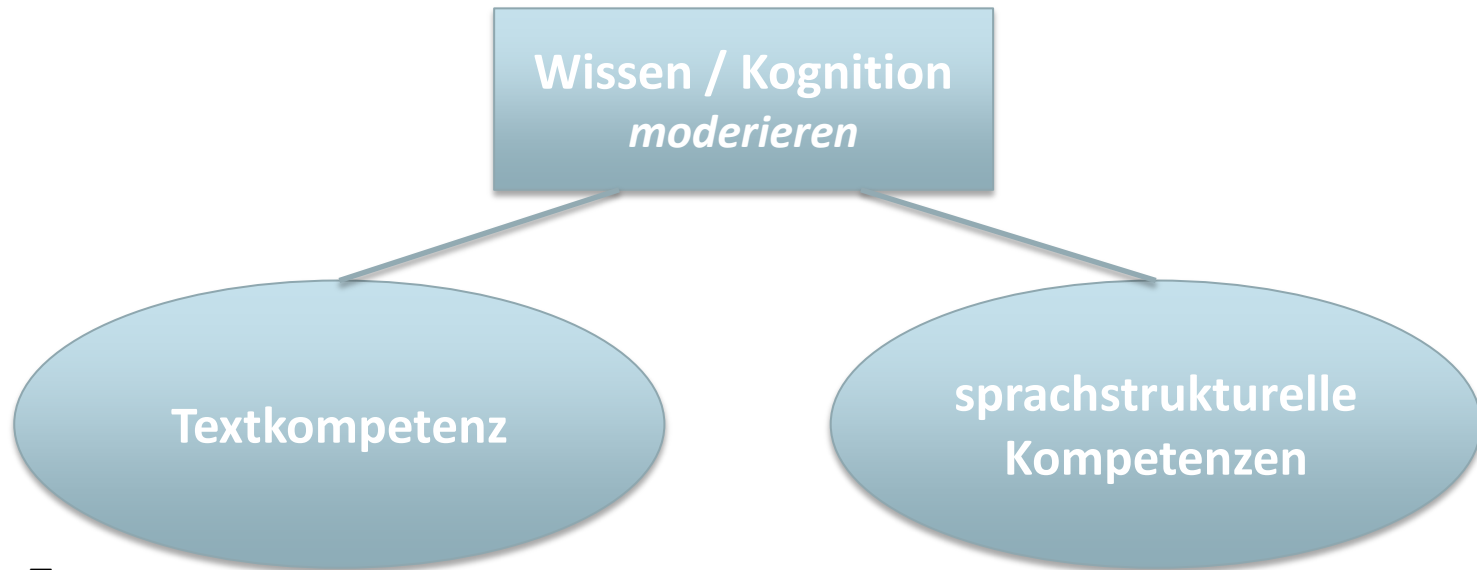 Wissen / Kognition
moderieren
Textkompetenz
sprachstrukturelle
Kompetenzen